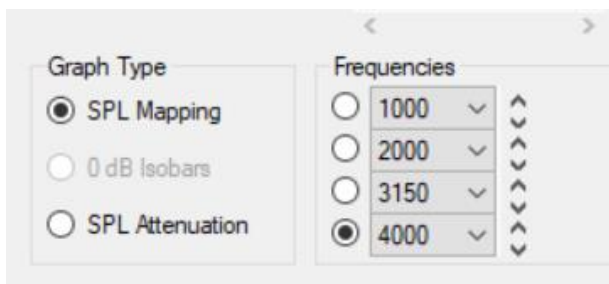 Graph Type
SPL Mapping
0 dB Isobars
SPL Attenuation
Frequencies
1000
2000
3150
4000